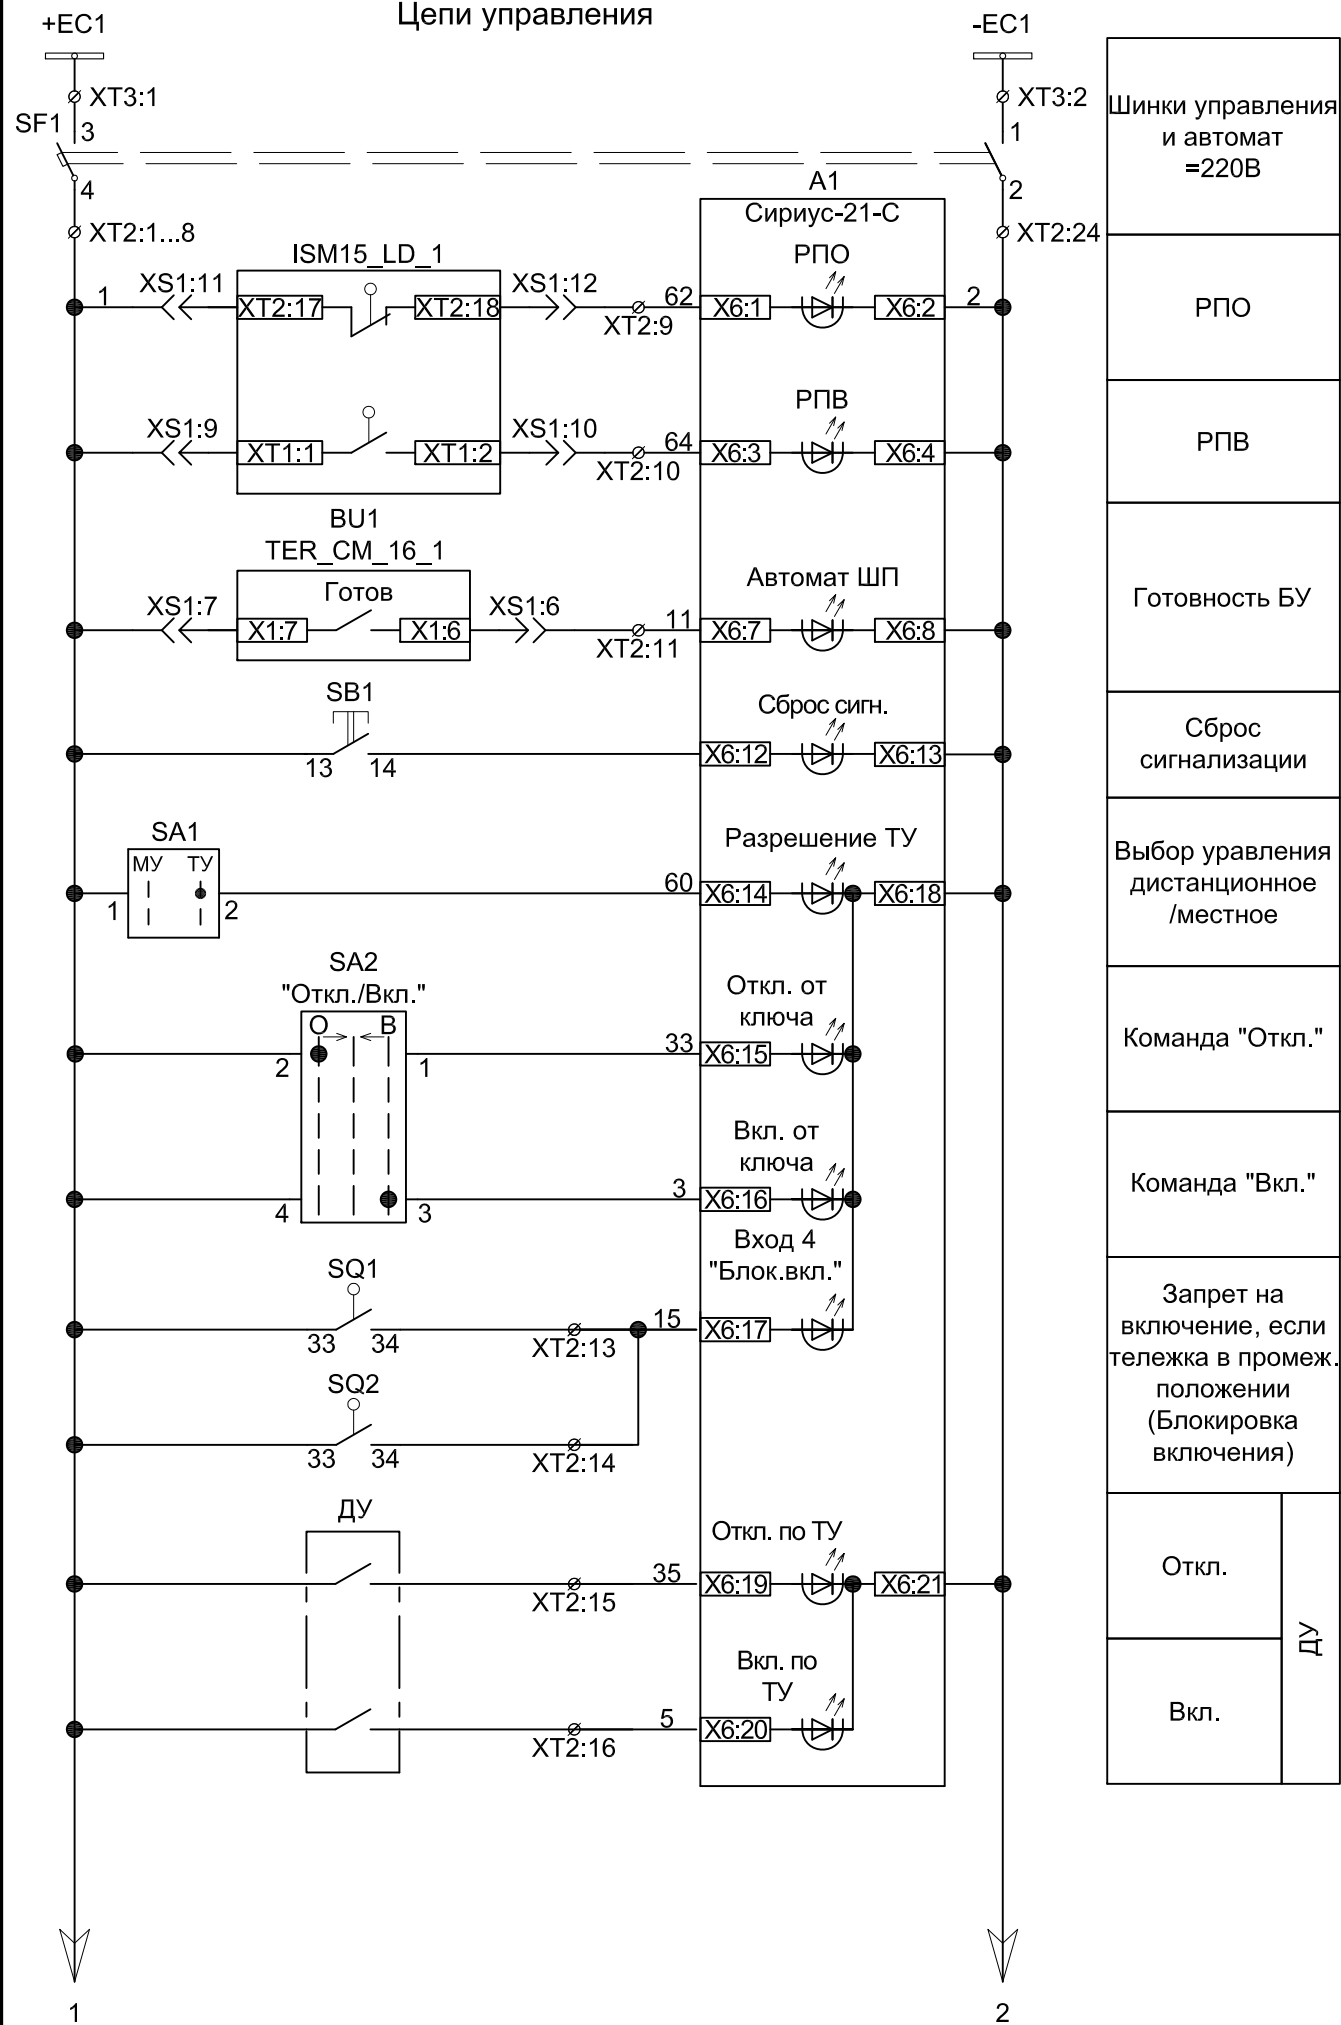 Цепи управления
+EC1
-EC1
XT3:1
XT3:2
SF1
3
1
4
2
XT2:1...8
XT2:24
Шинки управления
и автомат
=220В
A1
Сириус-21-С
ISM15_LD_1
РПО
1
XS1:11
XT2:17
XT2:18
XS1:12
XT2:9
62
X6:1
X6:2
2
РПО
РПВ
XS1:9
XT1:1
XT1:2
XS1:10
XT2:10
64
X6:3
X6:4
РПВ
BU1
TER_CM_16_1
Готов
Автомат ШП
XS1:7
X1:7
X1:6
XS1:6
XT2:11
11
X6:7
X6:8
Готовность БУ
SB1
Сброс сигн.
13
14
X6:12
X6:13
Сброс
сигнализации
SA1
МУ
ТУ
1
2
Разрешение ТУ
60
X6:14
X6:18
Выбор уравления
дистанционное
/местное
SA2
"Откл./Вкл."
О
В
Откл. от
ключа
2
1
33
X6:15
Команда "Откл."
Вкл. от
ключа
4
3
3
X6:16
Команда "Вкл."
Вход 4
"Блок.вкл."
SQ1
33
34
XT2:13
15
X6:17
SQ2
33
34
XT2:14
Запрет на
включение, если
тележка в промеж.
положении
(Блокировка
включения)
ДУ
Откл. по ТУ
XT2:15
35
X6:19
X6:21
Откл.
Вкл. по
ТУ
XT2:16
5
X6:20
Вкл.
ДУ
1
2